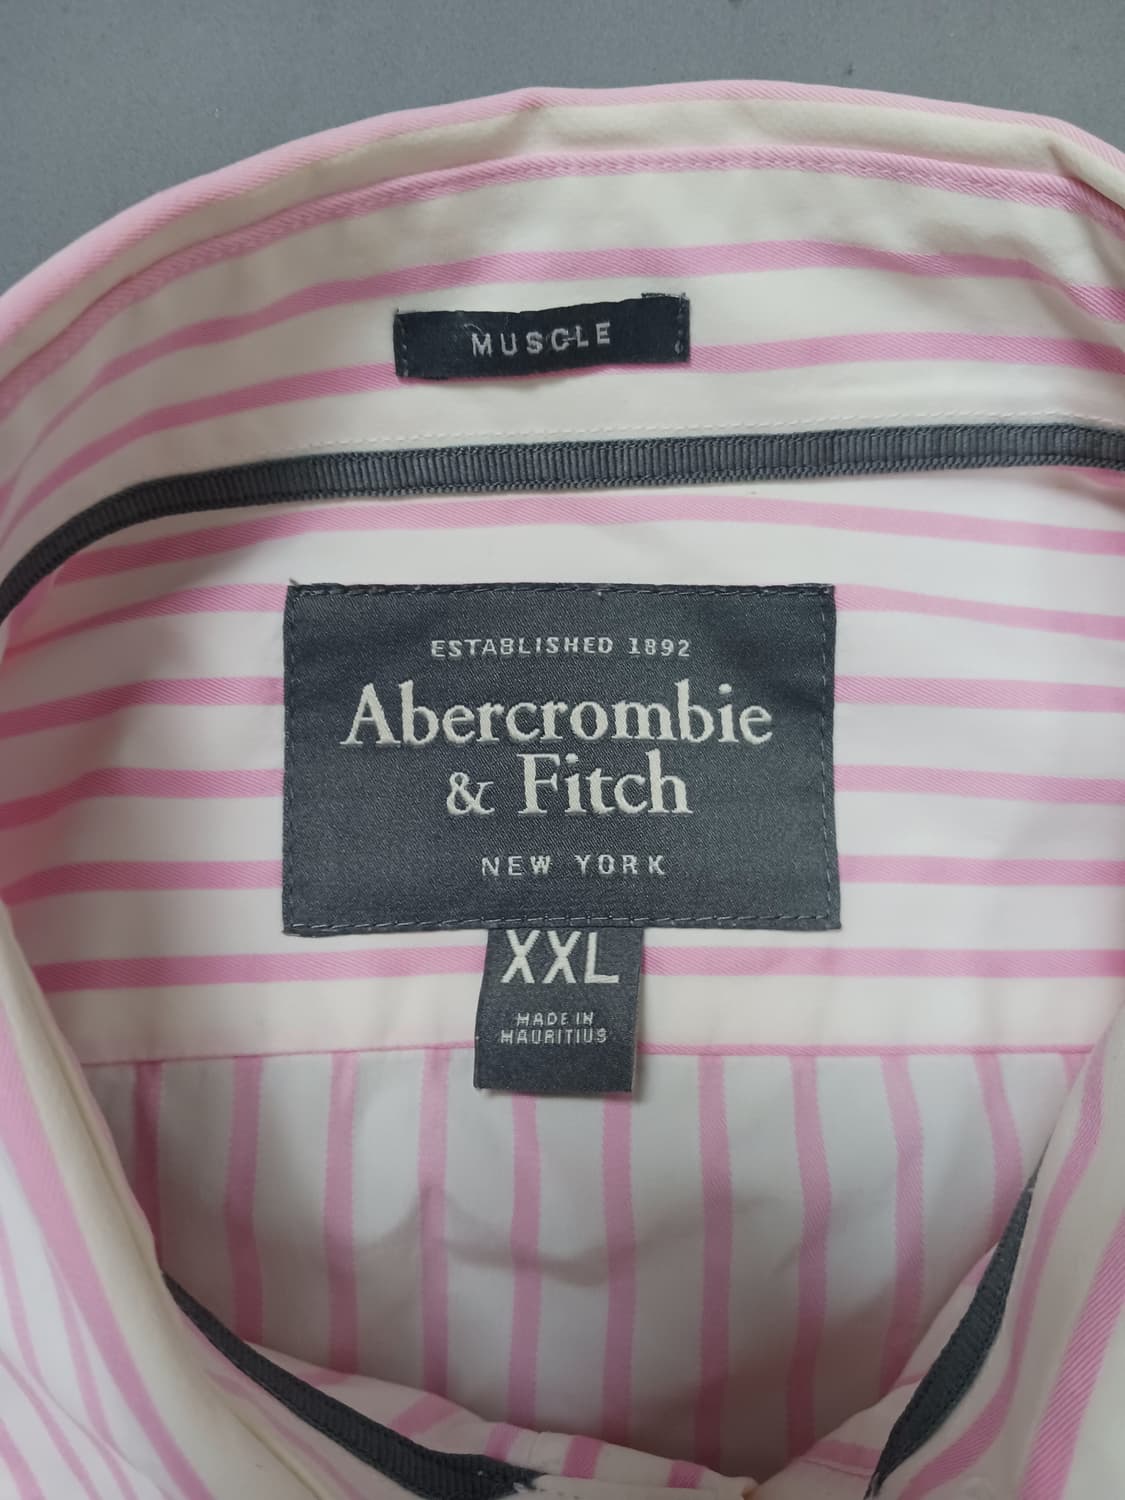 MUSCLE
ESTABLISHED 1892
Abercrombie
& Fitch
NEW YORK
XXL
MADE IN
MAURITIUS